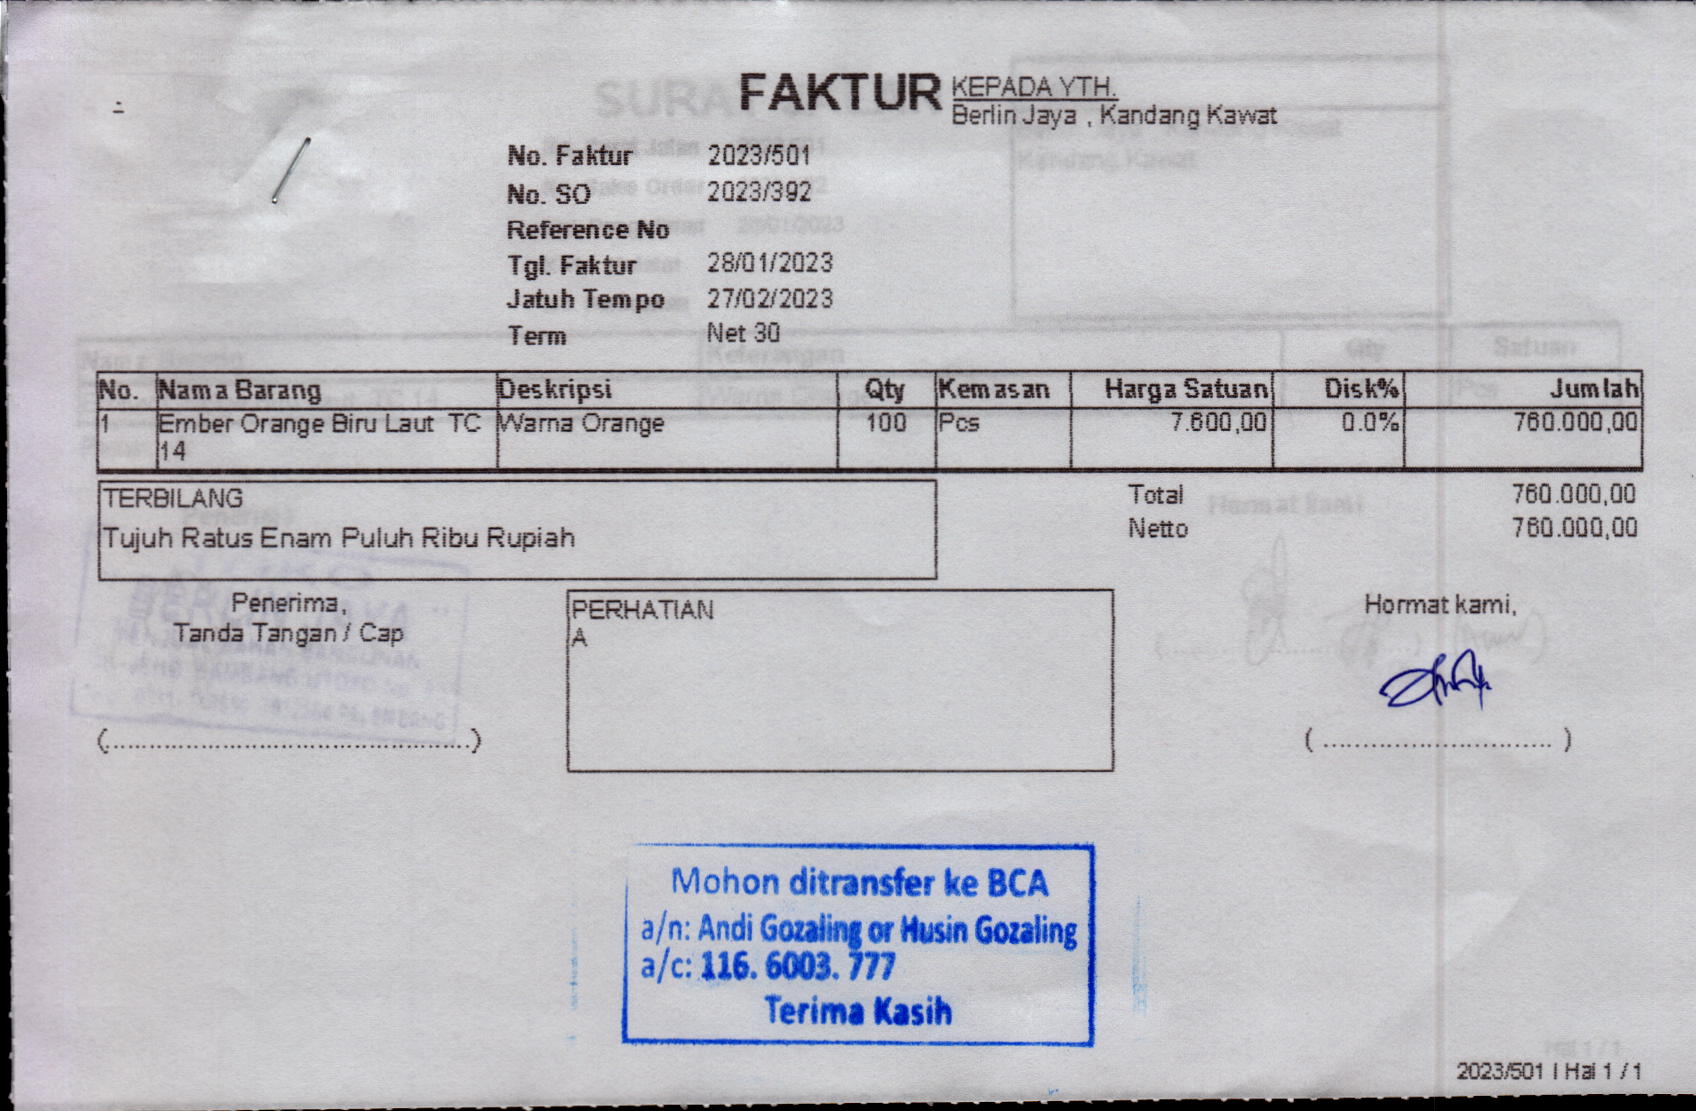 FAKTUR
KEPADA YTH.
Berlin Jaya , Kandang Kawat
No. Faktur 2023/501
No. SO 2023/392
Reference No
Tgl. Faktur 28/01/2023
Jatuh Tempo 27/02/2023
Term Net 30
No. Nama Barang Deskripsi Qty Kemasan Harga Satuan Disk% Jumlah
1 Ember Orange Biru Laut TC 14 Warna Orange 100 Pcs 7.600,00 0.0% 760.000,00
TERBILANG
Tujuh Ratus Enam Puluh Ribu Rupiah
Total 760.000,00
Netto 760.000,00
Penerima,
Tanda Tangan / Cap
PERHATIAN
A
Hormat kami,
(..............................................)
( ............................. )
Mohon ditransfer ke BCA
a/n: Andi Gozaling or Husin Gozaling
a/c: 116. 6003. 777
Terima Kasih
2023/501 | Hal 1 / 1